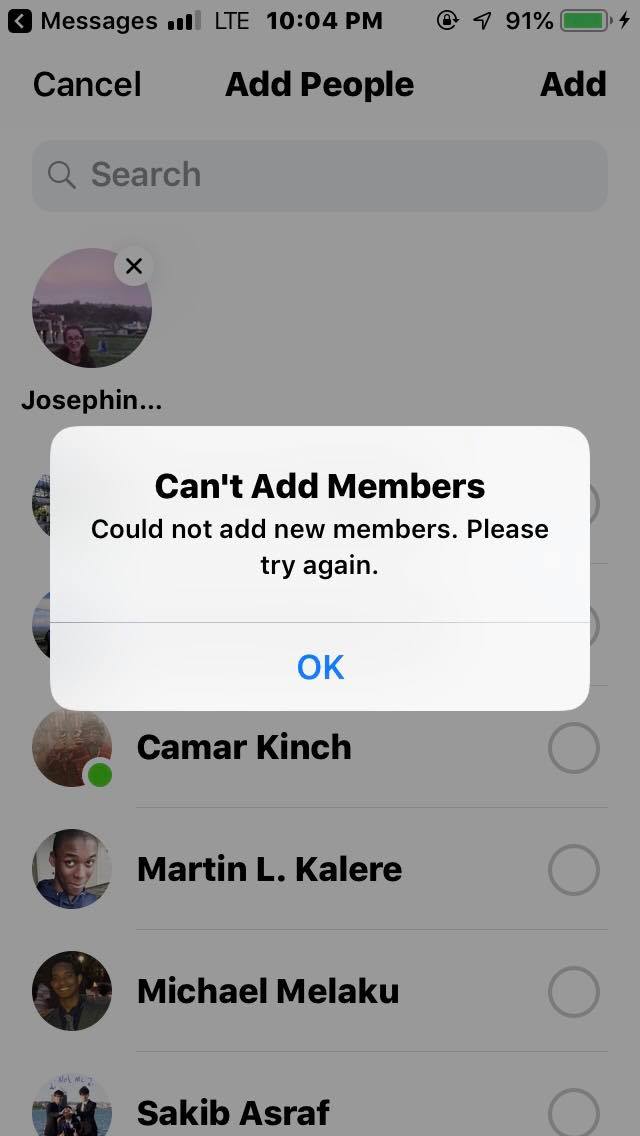 Messages LTE 10:04 PM 91%
Cancel Add People Add
Search
Josephin...
Can't Add Members
Could not add new members. Please
try again.
OK
Camar Kinch
Martin L. Kalere
Michael Melaku
Sakib Asraf